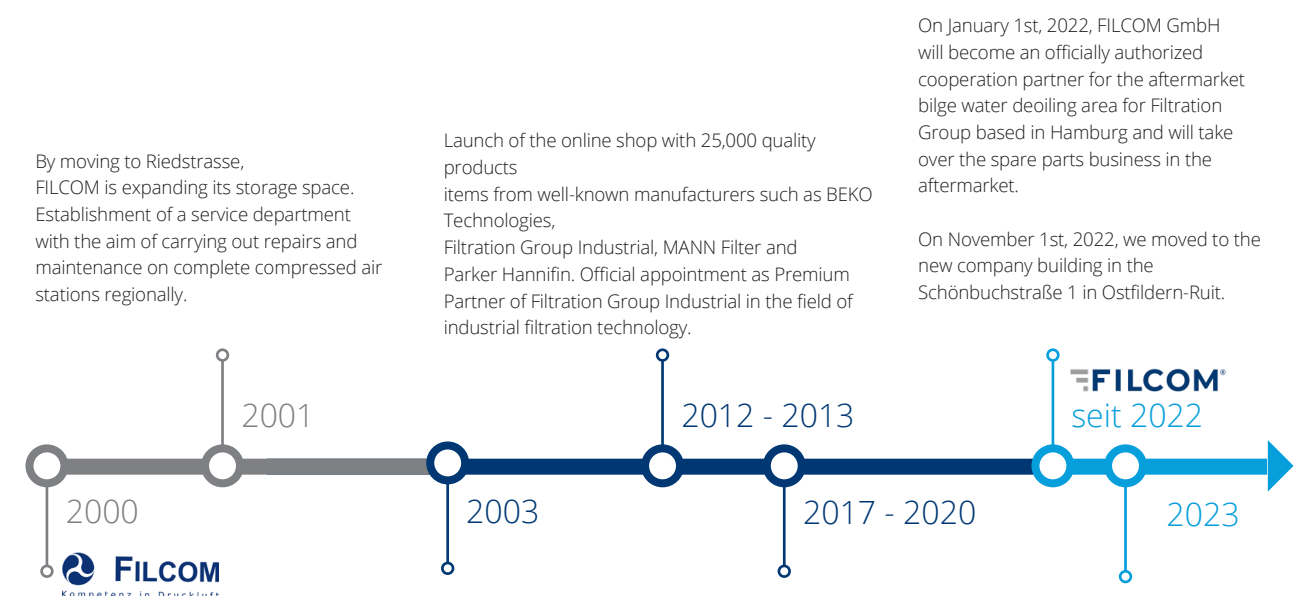 By moving to Riedstrasse,
FILCOM is expanding its storage space.
Establishment of a service department
with the aim of carrying out repairs and
maintenance on complete compressed air
stations regionally.
Launch of the online shop with 25,000 quality
products
items from well-known manufacturers such as BEKO
Technologies,
Filtration Group Industrial, MANN Filter and
Parker Hannifin. Official appointment as Premium
Partner of Filtration Group Industrial in the field of
industrial filtration technology.
On January 1st, 2022, FILCOM GmbH
will become an officially authorized
cooperation partner for the aftermarket
bilge water deoiling area for Filtration
Group based in Hamburg and will take
over the spare parts business in the
aftermarket.
On November 1st, 2022, we moved to the
new company building in the
Schönbuchstraße 1 in Ostfildern-Ruit.
2001
2012 - 2013
FILCOM®
seit 2022
2000
2003
2017 - 2020
2023
FILCOM
Kompetenz in Druckluft